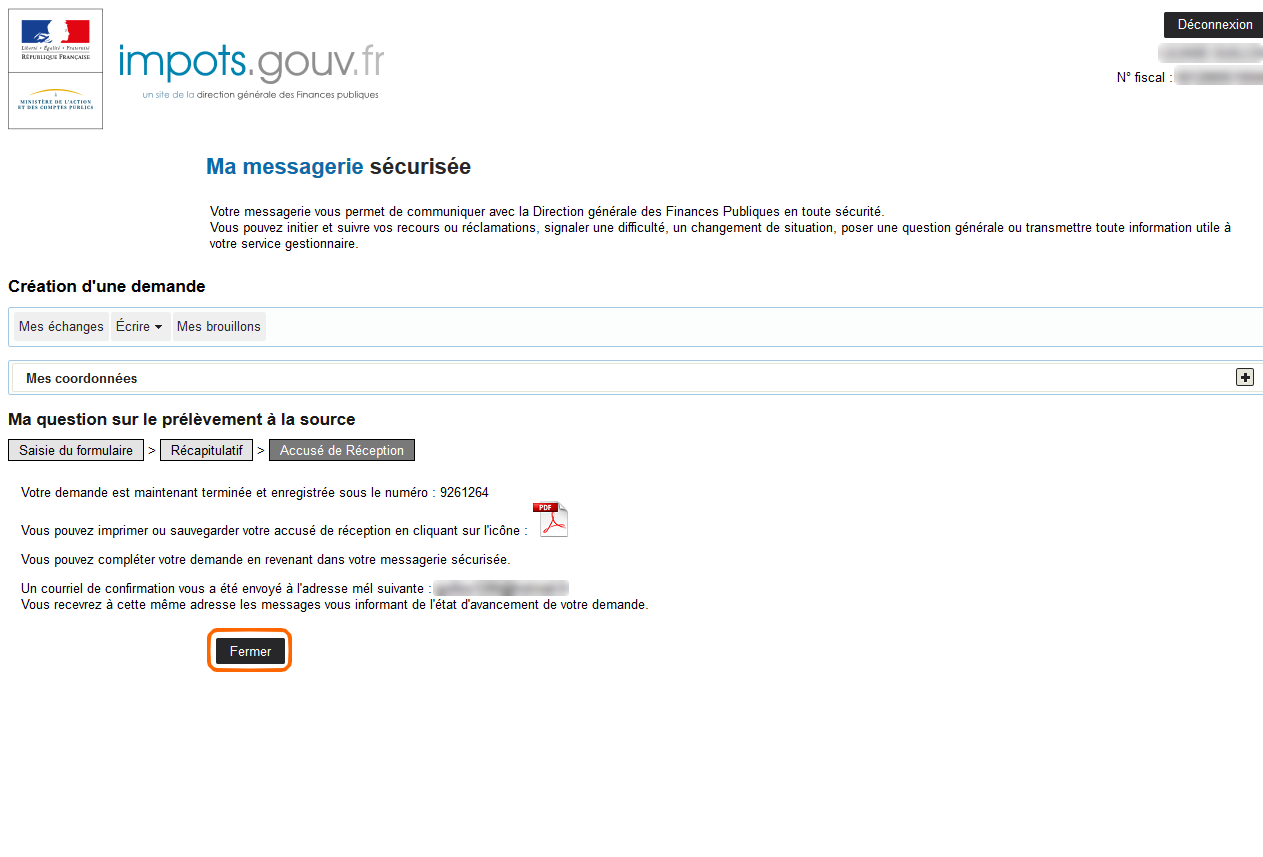 Liberté • Égalité • Fraternité
RÉPUBLIQUE FRANÇAISE
MINISTÈRE DE L'ACTION
ET DES COMPTES PUBLICS
impots.gouv.fr
un site de la direction générale des Finances publiques
Déconnexion
N° fiscal :
Ma messagerie sécurisée
Votre messagerie vous permet de communiquer avec la Direction générale des Finances Publiques en toute sécurité.
Vous pouvez initier et suivre vos recours ou réclamations, signaler une difficulté, un changement de situation, poser une question générale ou transmettre toute information utile à
votre service gestionnaire.
Création d'une demande
Mes échanges Écrire Mes brouillons
Mes coordonnées
Ma question sur le prélèvement à la source
Saisie du formulaire > Récapitulatif > Accusé de Réception
Votre demande est maintenant terminée et enregistrée sous le numéro : 9261264
PDF
Vous pouvez imprimer ou sauvegarder votre accusé de réception en cliquant sur l'icône :
Vous pouvez compléter votre demande en revenant dans votre messagerie sécurisée.
Un courriel de confirmation vous a été envoyé à l'adresse mél suivante :
Vous recevrez à cette même adresse les messages vous informant de l'état d'avancement de votre demande.
Fermer